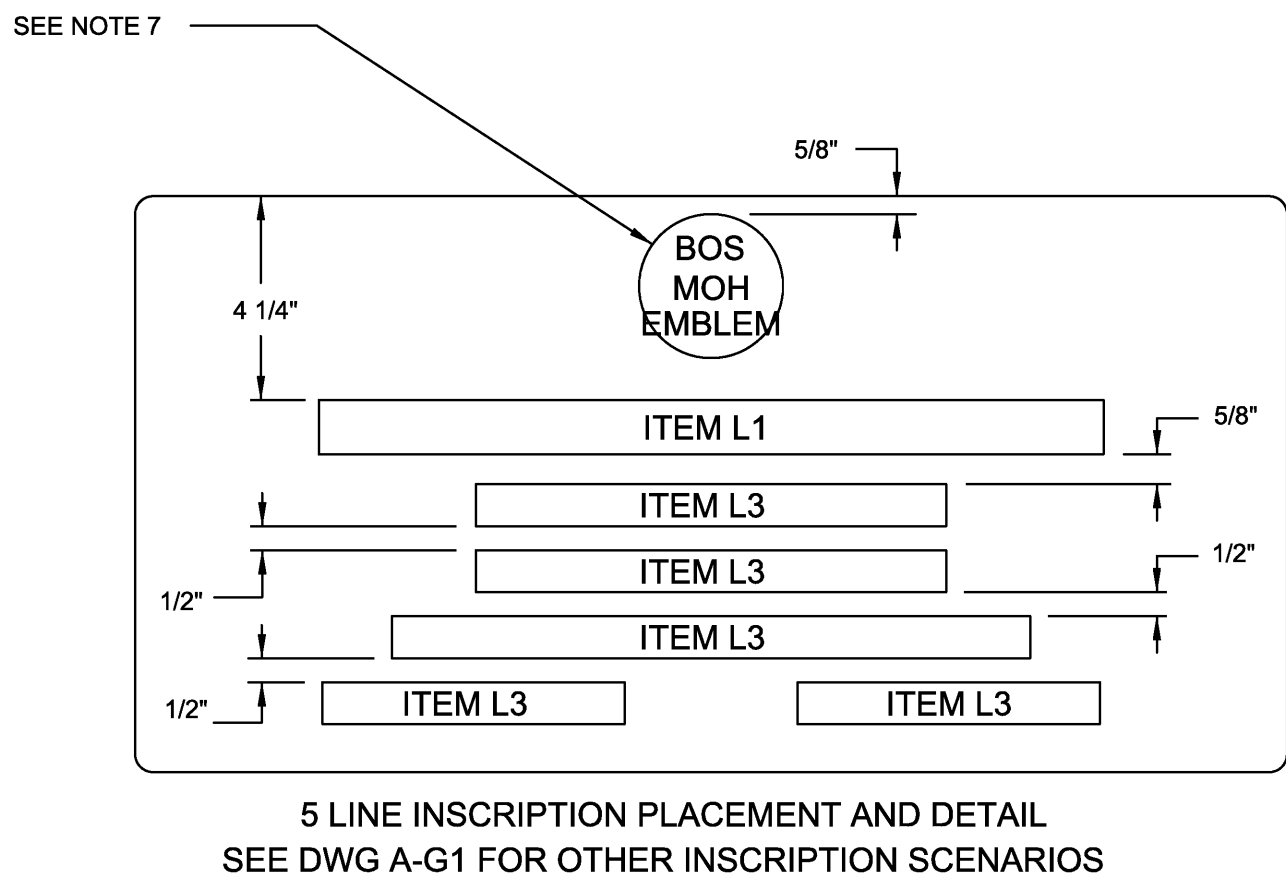 SEE NOTE 7
5/8"
BOS
MOH
EMBLEM
4 1/4"
ITEM L1
5/8"
ITEM L3
1/2"
ITEM L3
1/2"
ITEM L3
1/2"
ITEM L3 ITEM L3
5 LINE INSCRIPTION PLACEMENT AND DETAIL
SEE DWG A-G1 FOR OTHER INSCRIPTION SCENARIOS